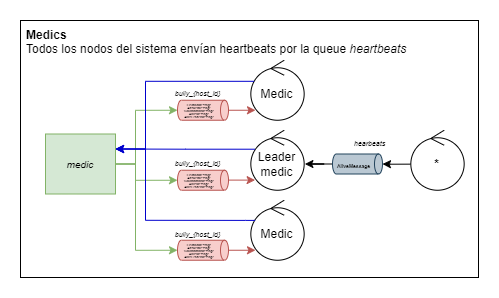 Medics
Todos los nodos del sistema envían heartbeats por la queue heartbeats
bully_{host_id}
Medic
medic
bully_{host_id}
Leader
medic
hearbeats
AliveMessage
*
bully_{host_id}
Medic